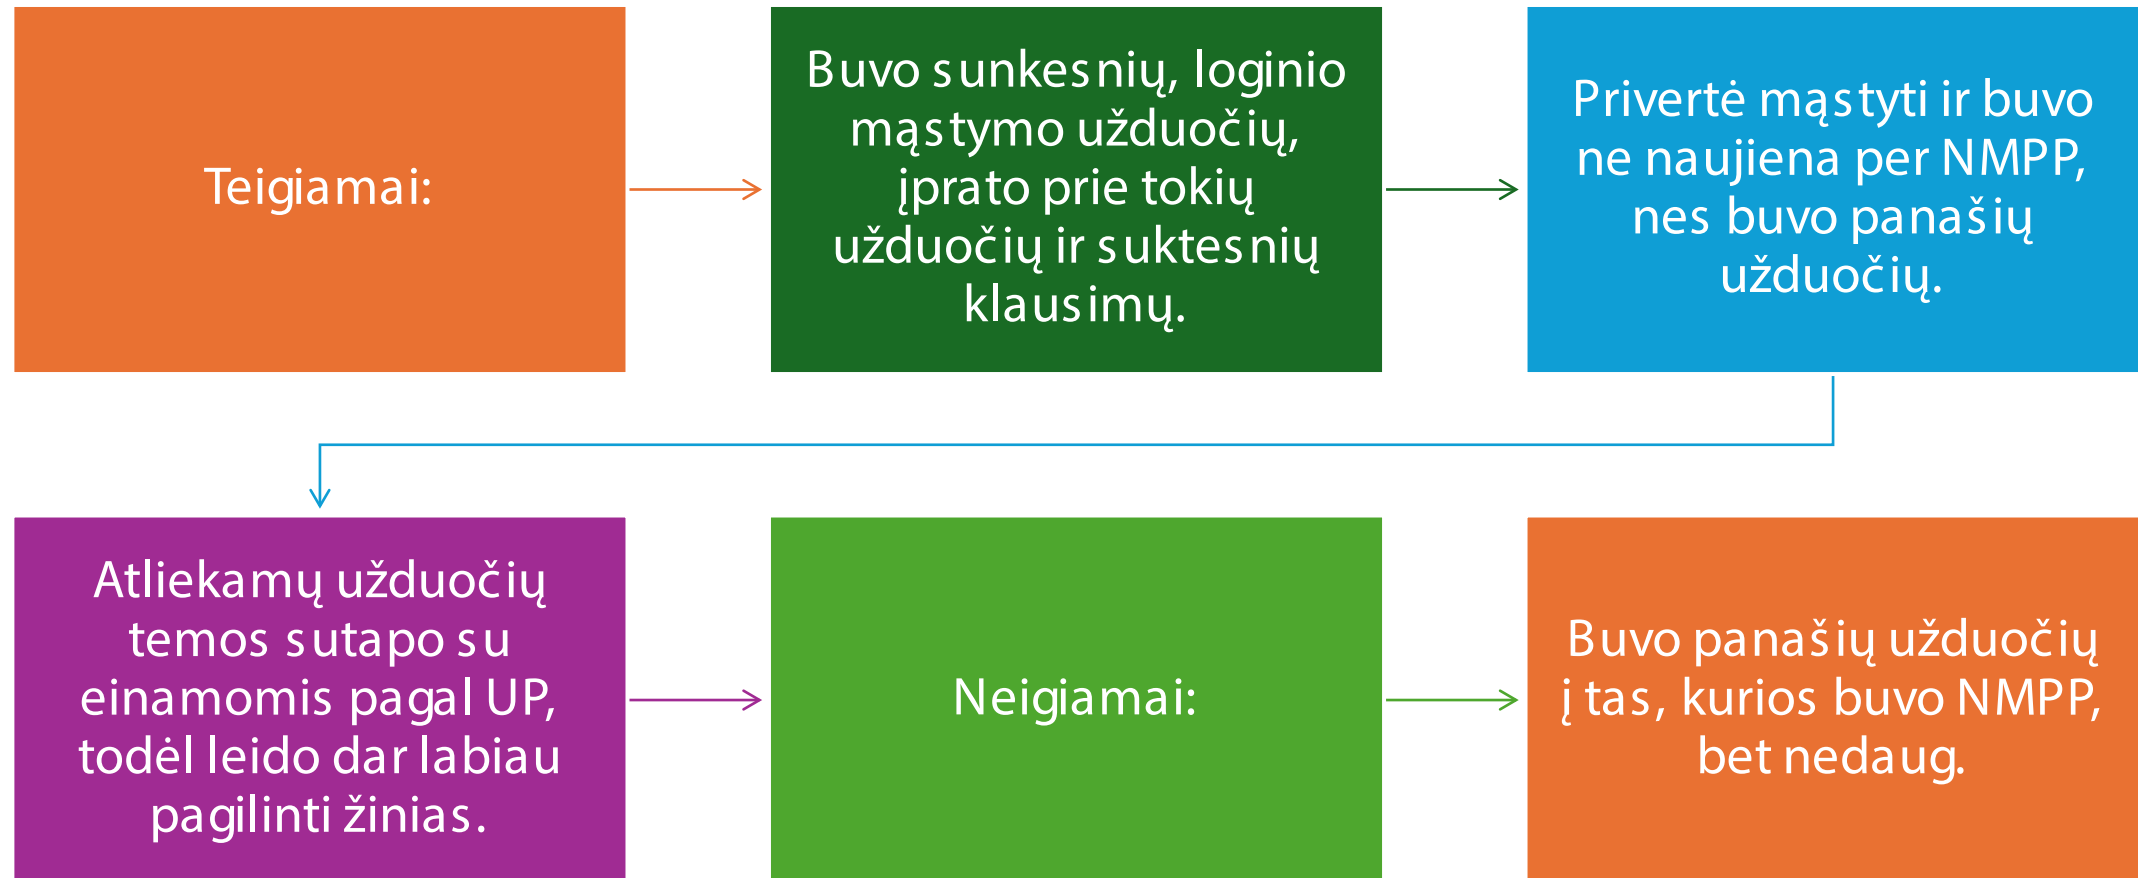 Teigiamai:
Buvo sunkesnių, loginio
mąstymo užduočių,
įprato prie tokių
užduočių ir suktesnių
klausimų.
Privertė mąstyti ir buvo
ne naujiena per NMPP,
nes buvo panašių
užduočių.
Atliekamų užduočių
temos sutapo su
einamomis pagal UP,
todėl leido dar labiau
pagilinti žinias.
Neigiamai:
Buvo panašių užduočių
į tas, kurios buvo NMPP,
bet nedaug.